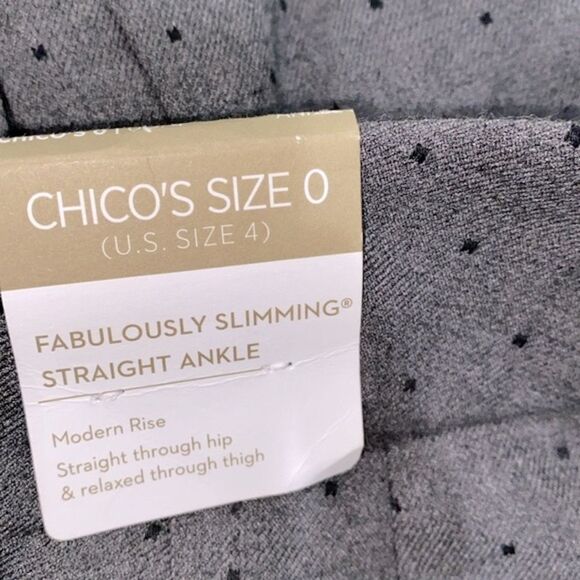 CHICO'S SIZE 0
(U.S. SIZE 4)
FABULOUSLY SLIMMING®
STRAIGHT ANKLE
Modern Rise
Straight through hip
& relaxed through thigh